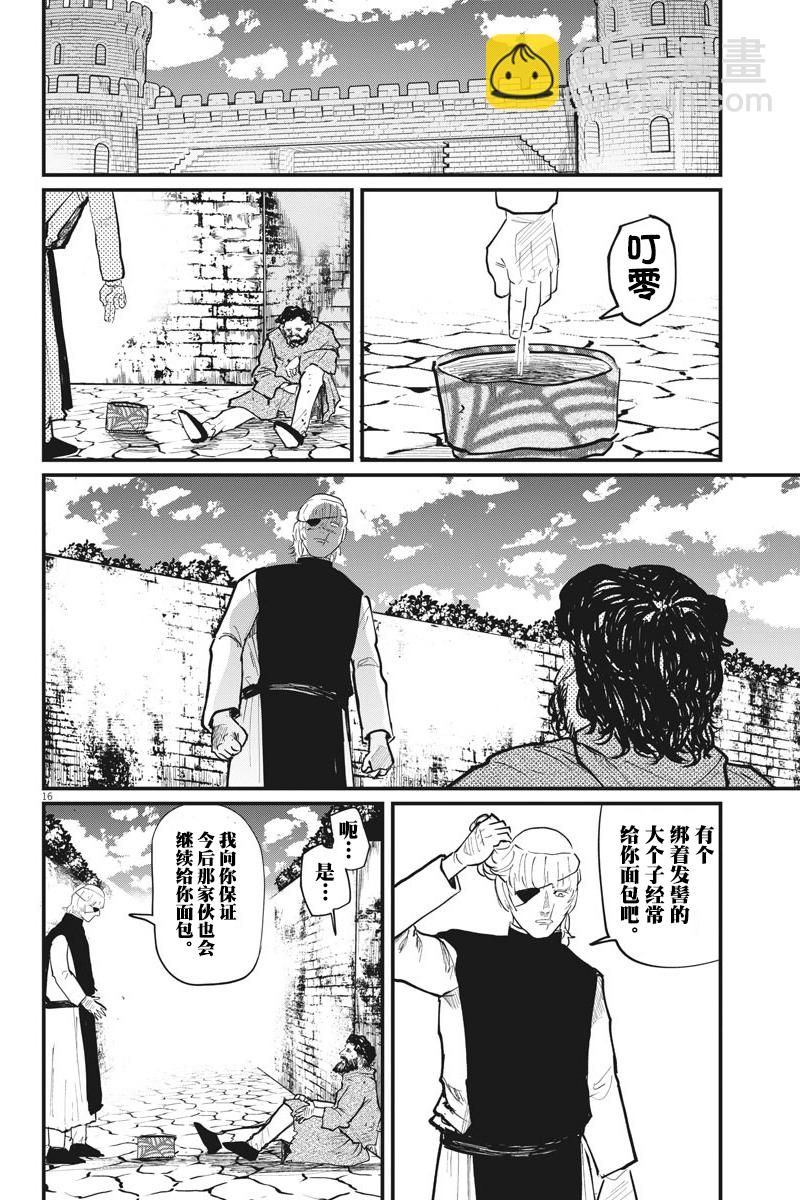 叮零
16
有个
绑着发髻的
大个子经常
给你面包吧。
呃…
是…
我向你保证
今后那家伙也会
继续给你面包。